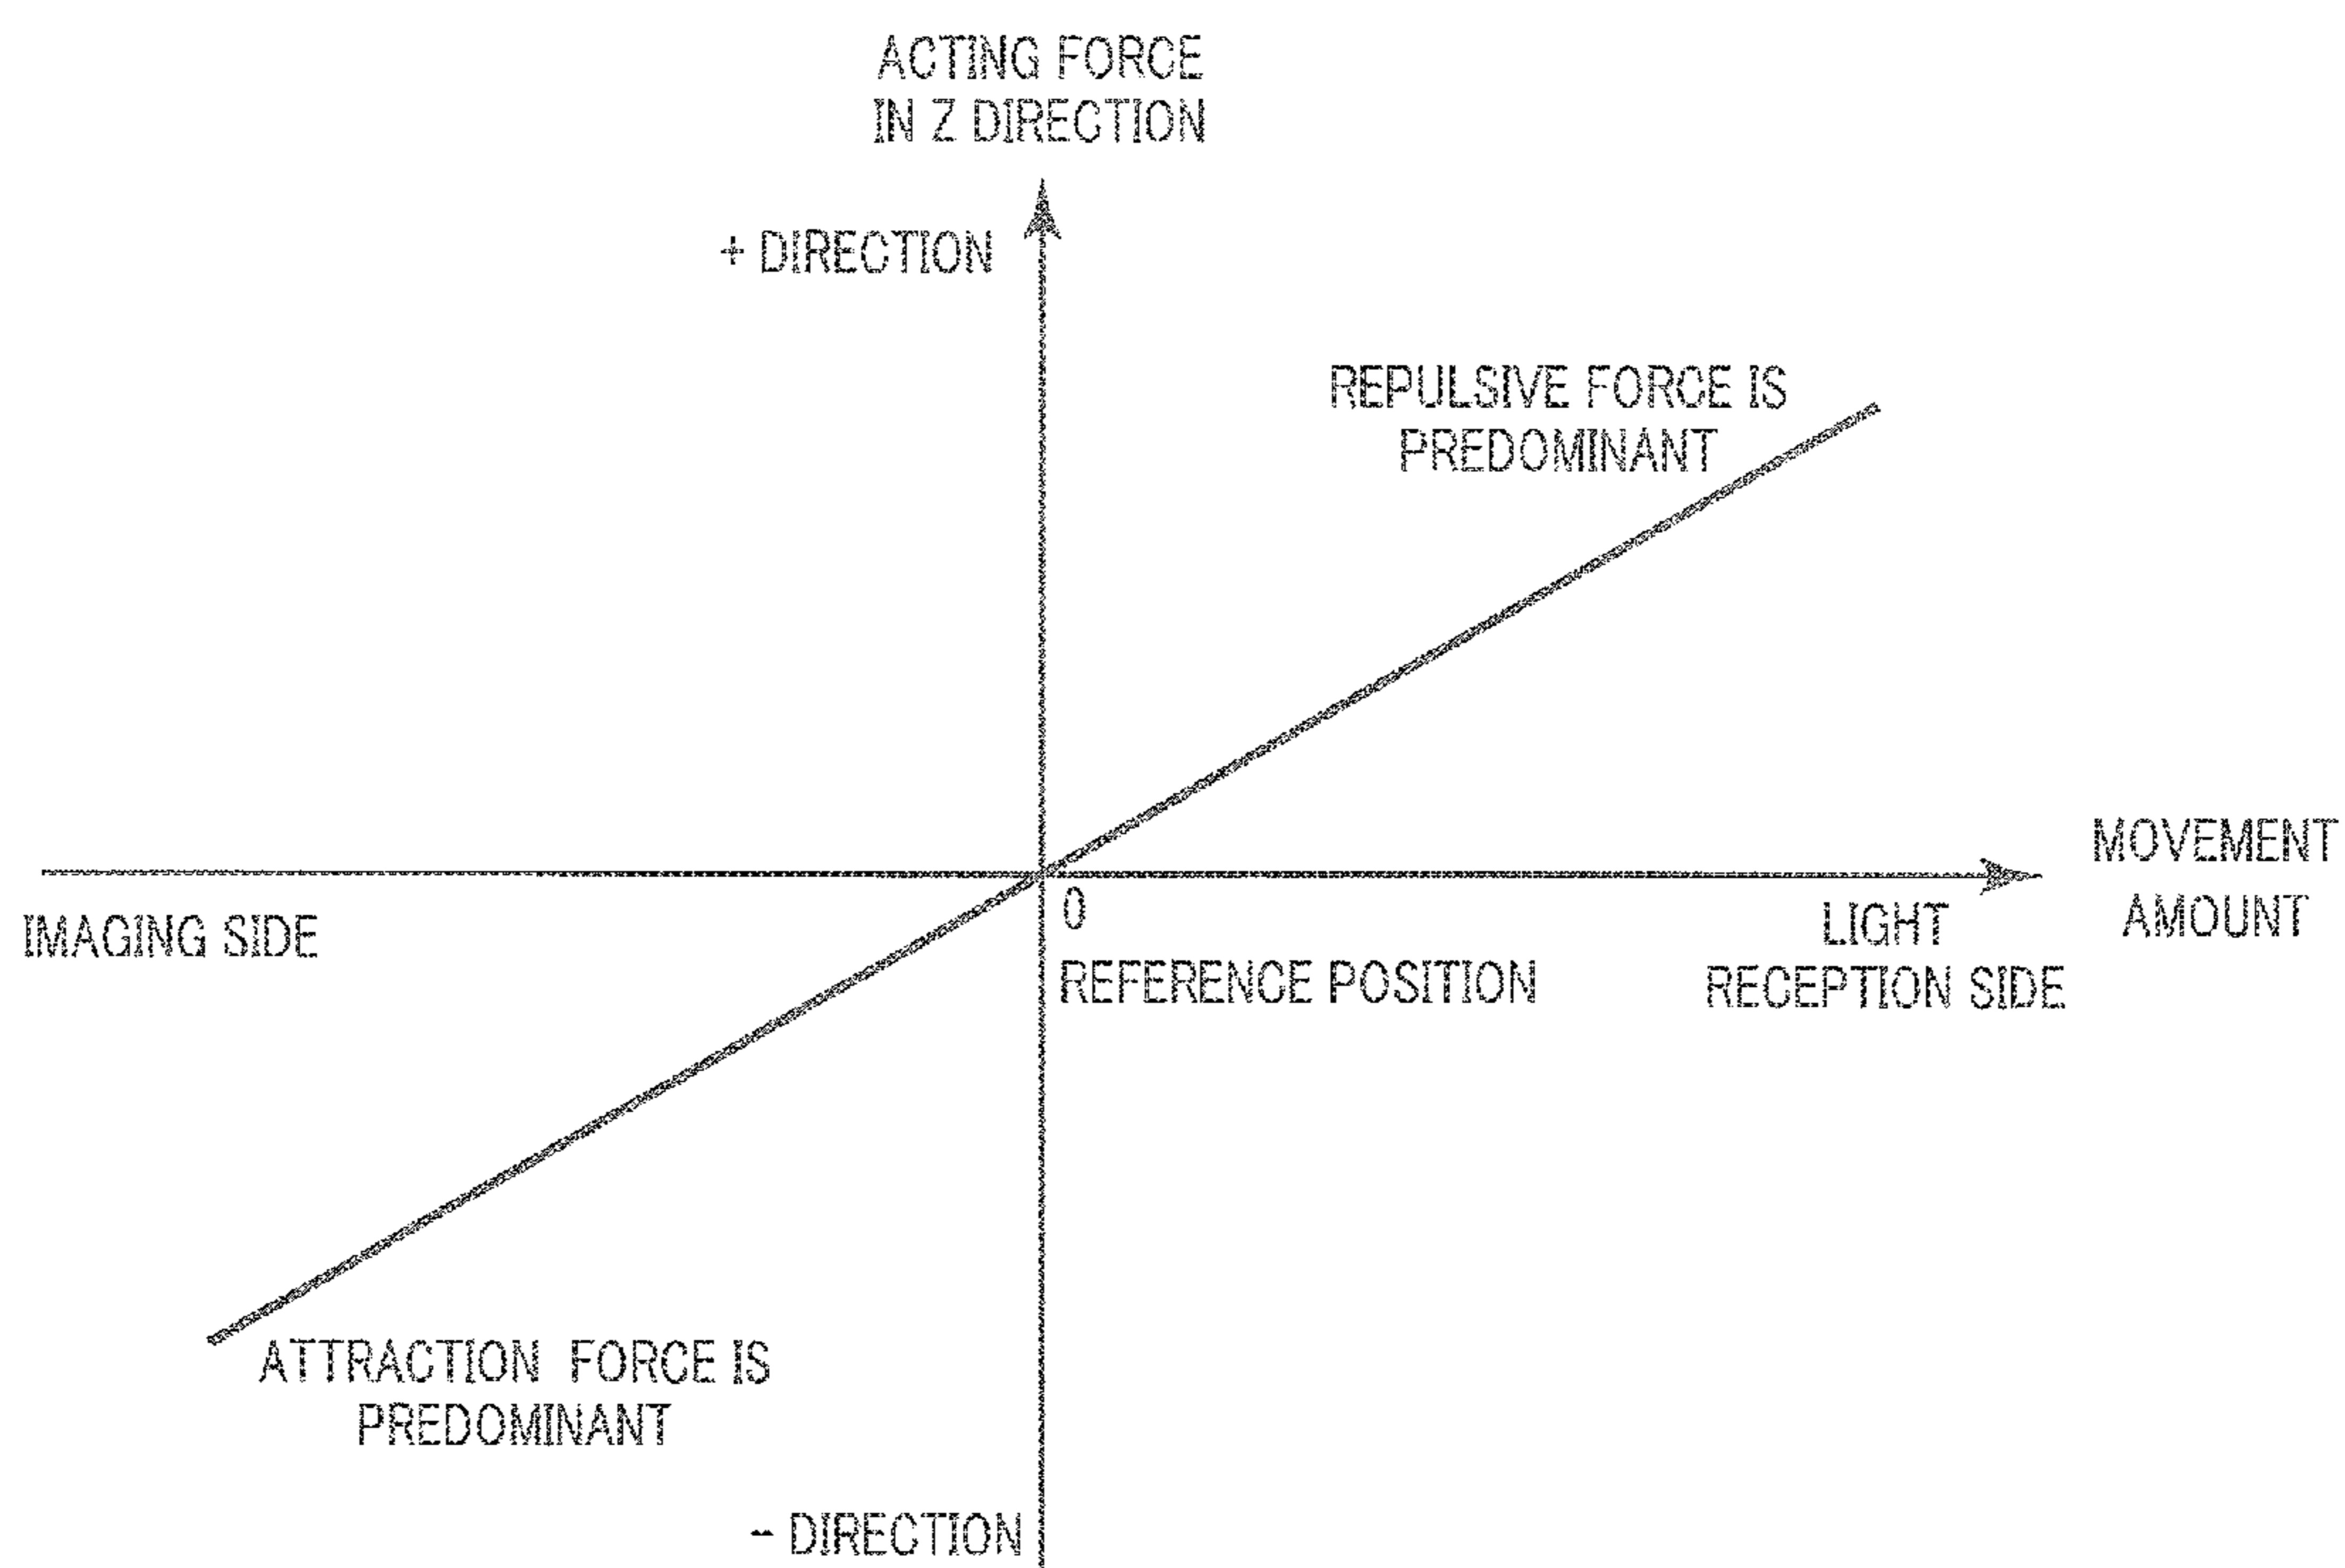 ACTING FORCE
IN Z DIRECTION
+ DIRECTION
REPULSIVE FORCE IS
PREDOMINANT
MOVEMENT
AMOUNT
IMAGING SIDE
0
REFERENCE POSITION
LIGHT
RECEPTION SIDE
ATTRACTION FORCE IS
PREDOMINANT
- DIRECTION